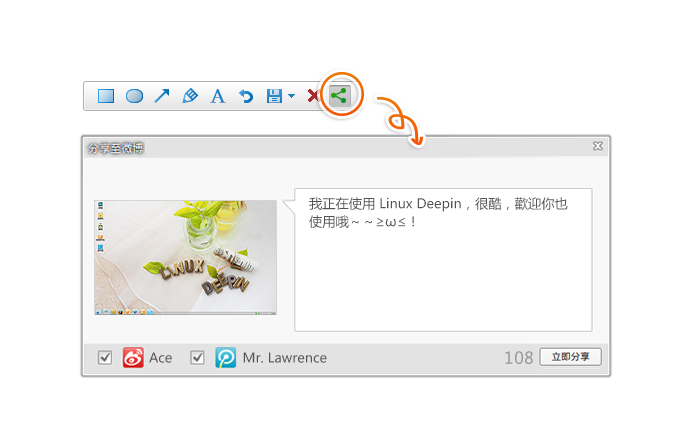 A
分享至微博
我正在使用 Linux Deepin，很酷，歡迎你也
使用哦～～≥ω≤！
LINUX
DEEPIN
Ace
Mr. Lawrence
108
立即分享